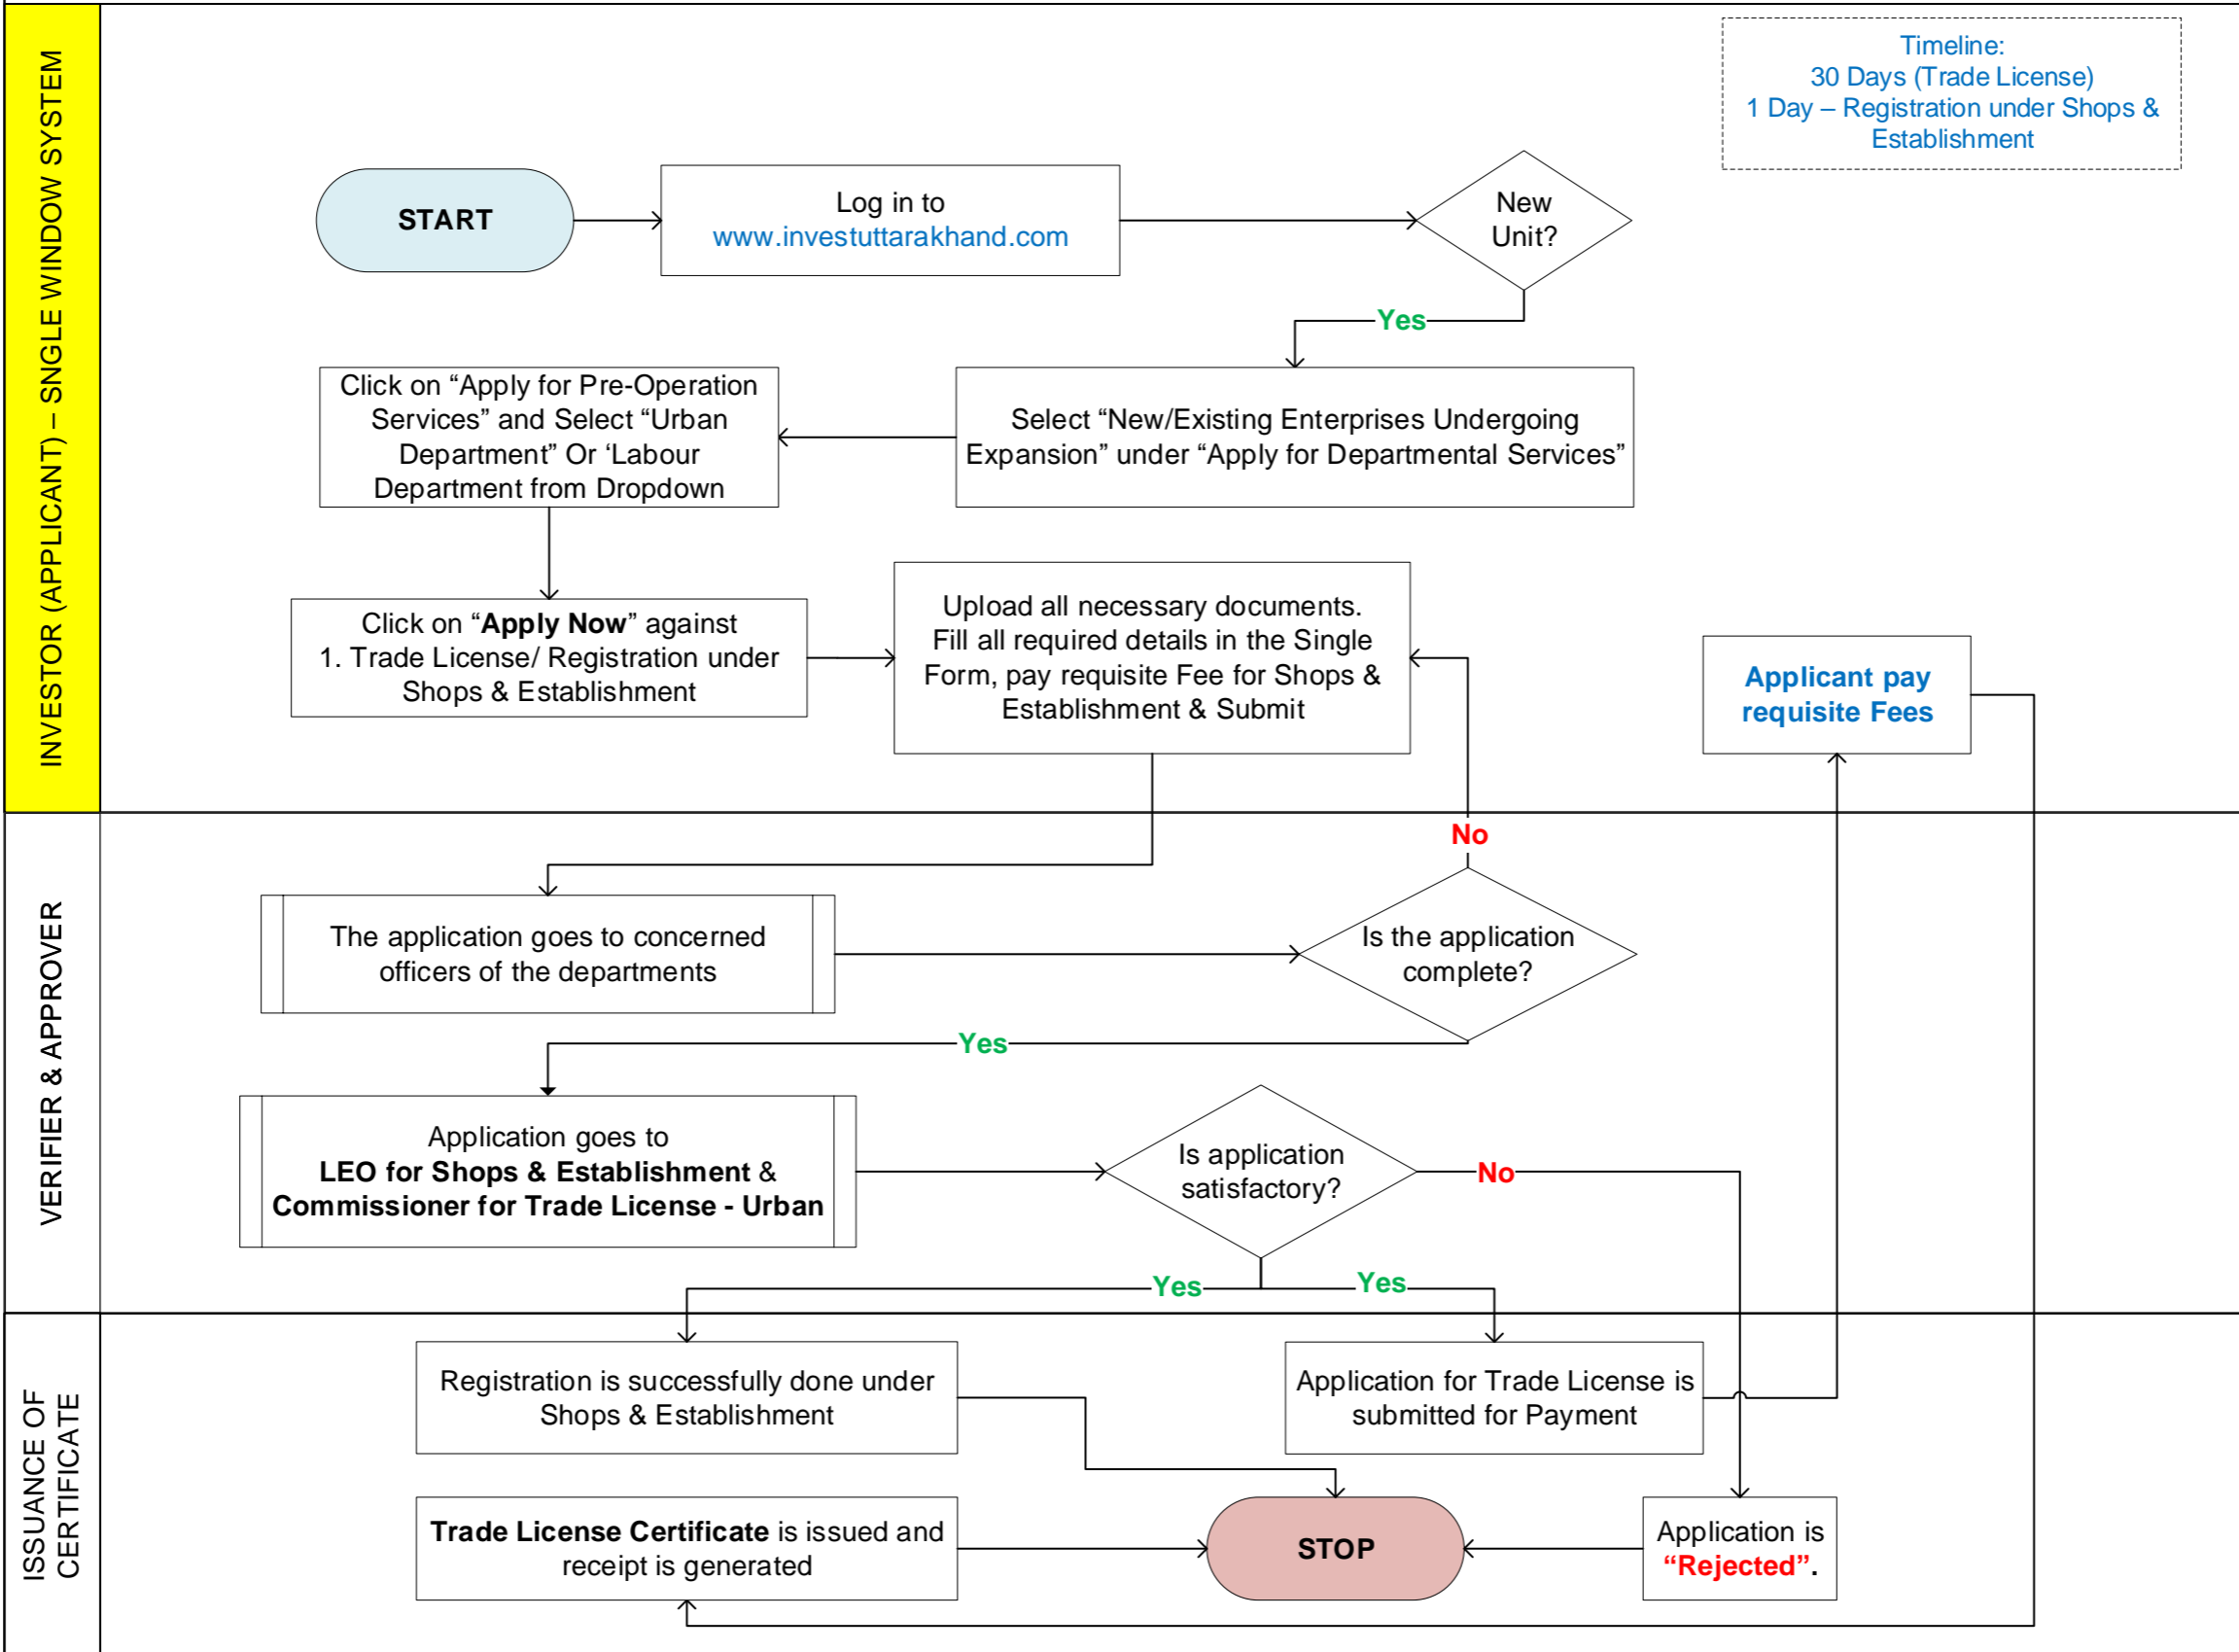 INVESTOR (APPLICANT) – SNGLE WINDOW SYSTEM
Timeline:
30 Days (Trade License)
1 Day – Registration under Shops &
Establishment
START
Log in to
www.investuttarakhand.com
New
Unit?
Yes
Click on “Apply for Pre-Operation
Services” and Select “Urban
Department” Or ‘Labour
Department from Dropdown
Select “New/Existing Enterprises Undergoing
Expansion” under “Apply for Departmental Services”
Click on “Apply Now” against
1. Trade License/ Registration under
Shops & Establishment
Upload all necessary documents.
Fill all required details in the Single
Form, pay requisite Fee for Shops &
Establishment & Submit
Applicant pay
requisite Fees
VERIFIER & APPROVER
No
The application goes to concerned
officers of the departments
Is the application
complete?
Yes
Application goes to
LEO for Shops & Establishment &
Commissioner for Trade License - Urban
Is application
satisfactory?
No
Yes
Yes
ISSUANCE OF
CERTIFICATE
Registration is successfully done under
Shops & Establishment
Application for Trade License is
submitted for Payment
Trade License Certificate is issued and
receipt is generated
STOP
Application is
“Rejected”.